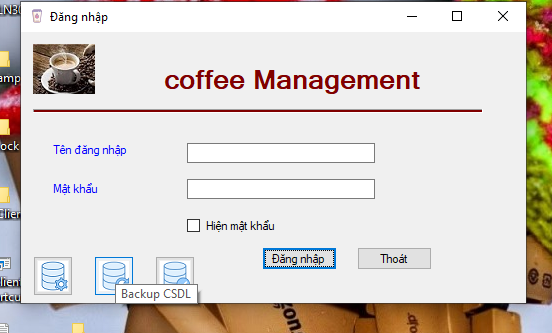 Đăng nhập
coffee Management
Tên đăng nhập
Mật khẩu
Hiện mật khẩu
Đăng nhập
Thoát
Backup CSDL